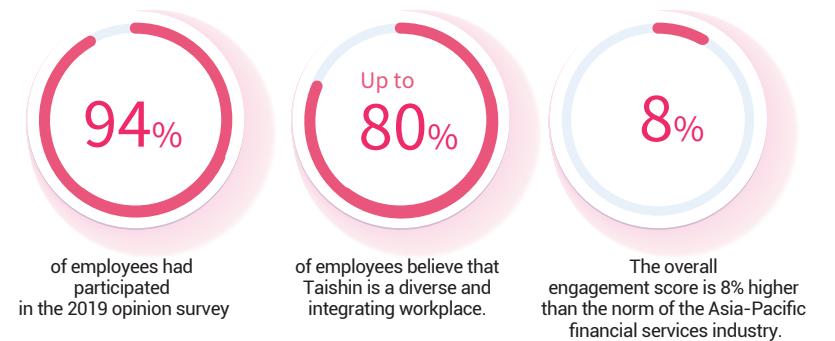 94%
of employees had
participated
in the 2019 opinion survey
Up to
80%
of employees believe that
Taishin is a diverse and
integrating workplace.
8%
The overall
engagement score is 8% higher
than the norm of the Asia-Pacific
financial services industry.